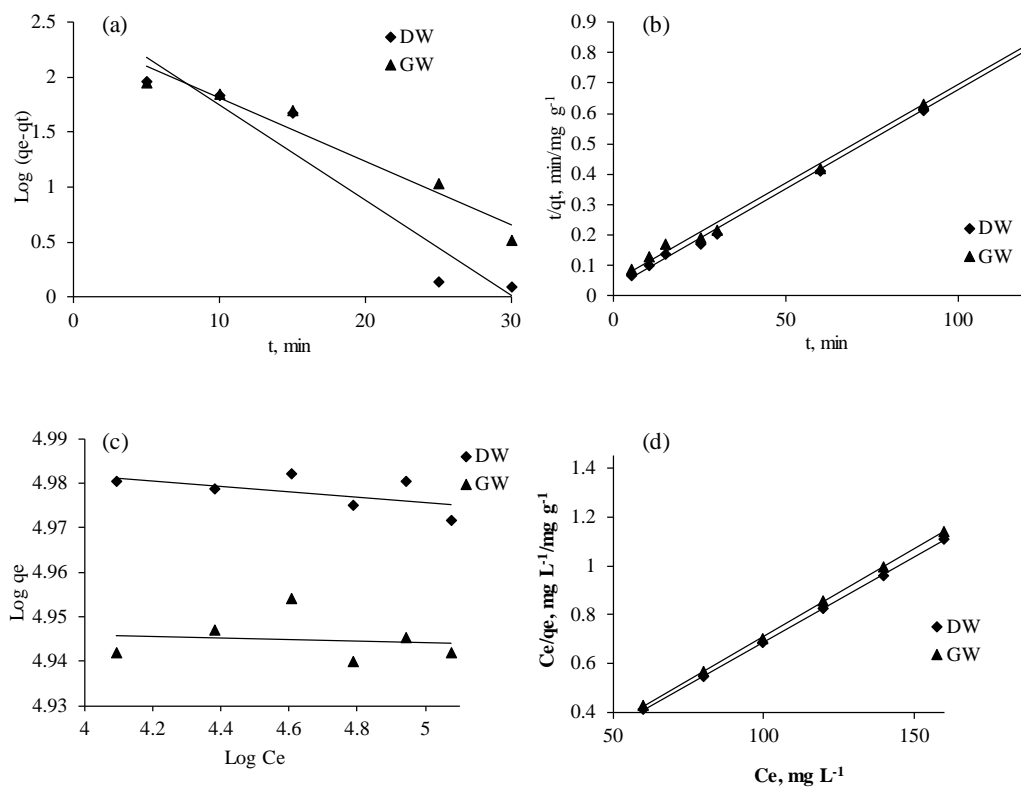 (a)
2.5
2
1.5
1
0.5
0
0
10
20
30
Log (qe-qt)
t, min
DW
GW
(b)
0.9
0.8
0.7
0.6
0.5
0.4
0.3
0.2
0.1
0
0
50
100
t/qt, min/mg g-1
t, min
DW
GW
(c)
4.99
4.98
4.97
4.96
4.95
4.94
4.93
4
4.2
4.4
4.6
4.8
5
Log qe
Log Ce
DW
GW
(d)
1.4
1.2
1
0.8
0.6
0.4
50
100
150
Ce/qe, mg L-1/mg g-1
Ce, mg L-1
DW
GW